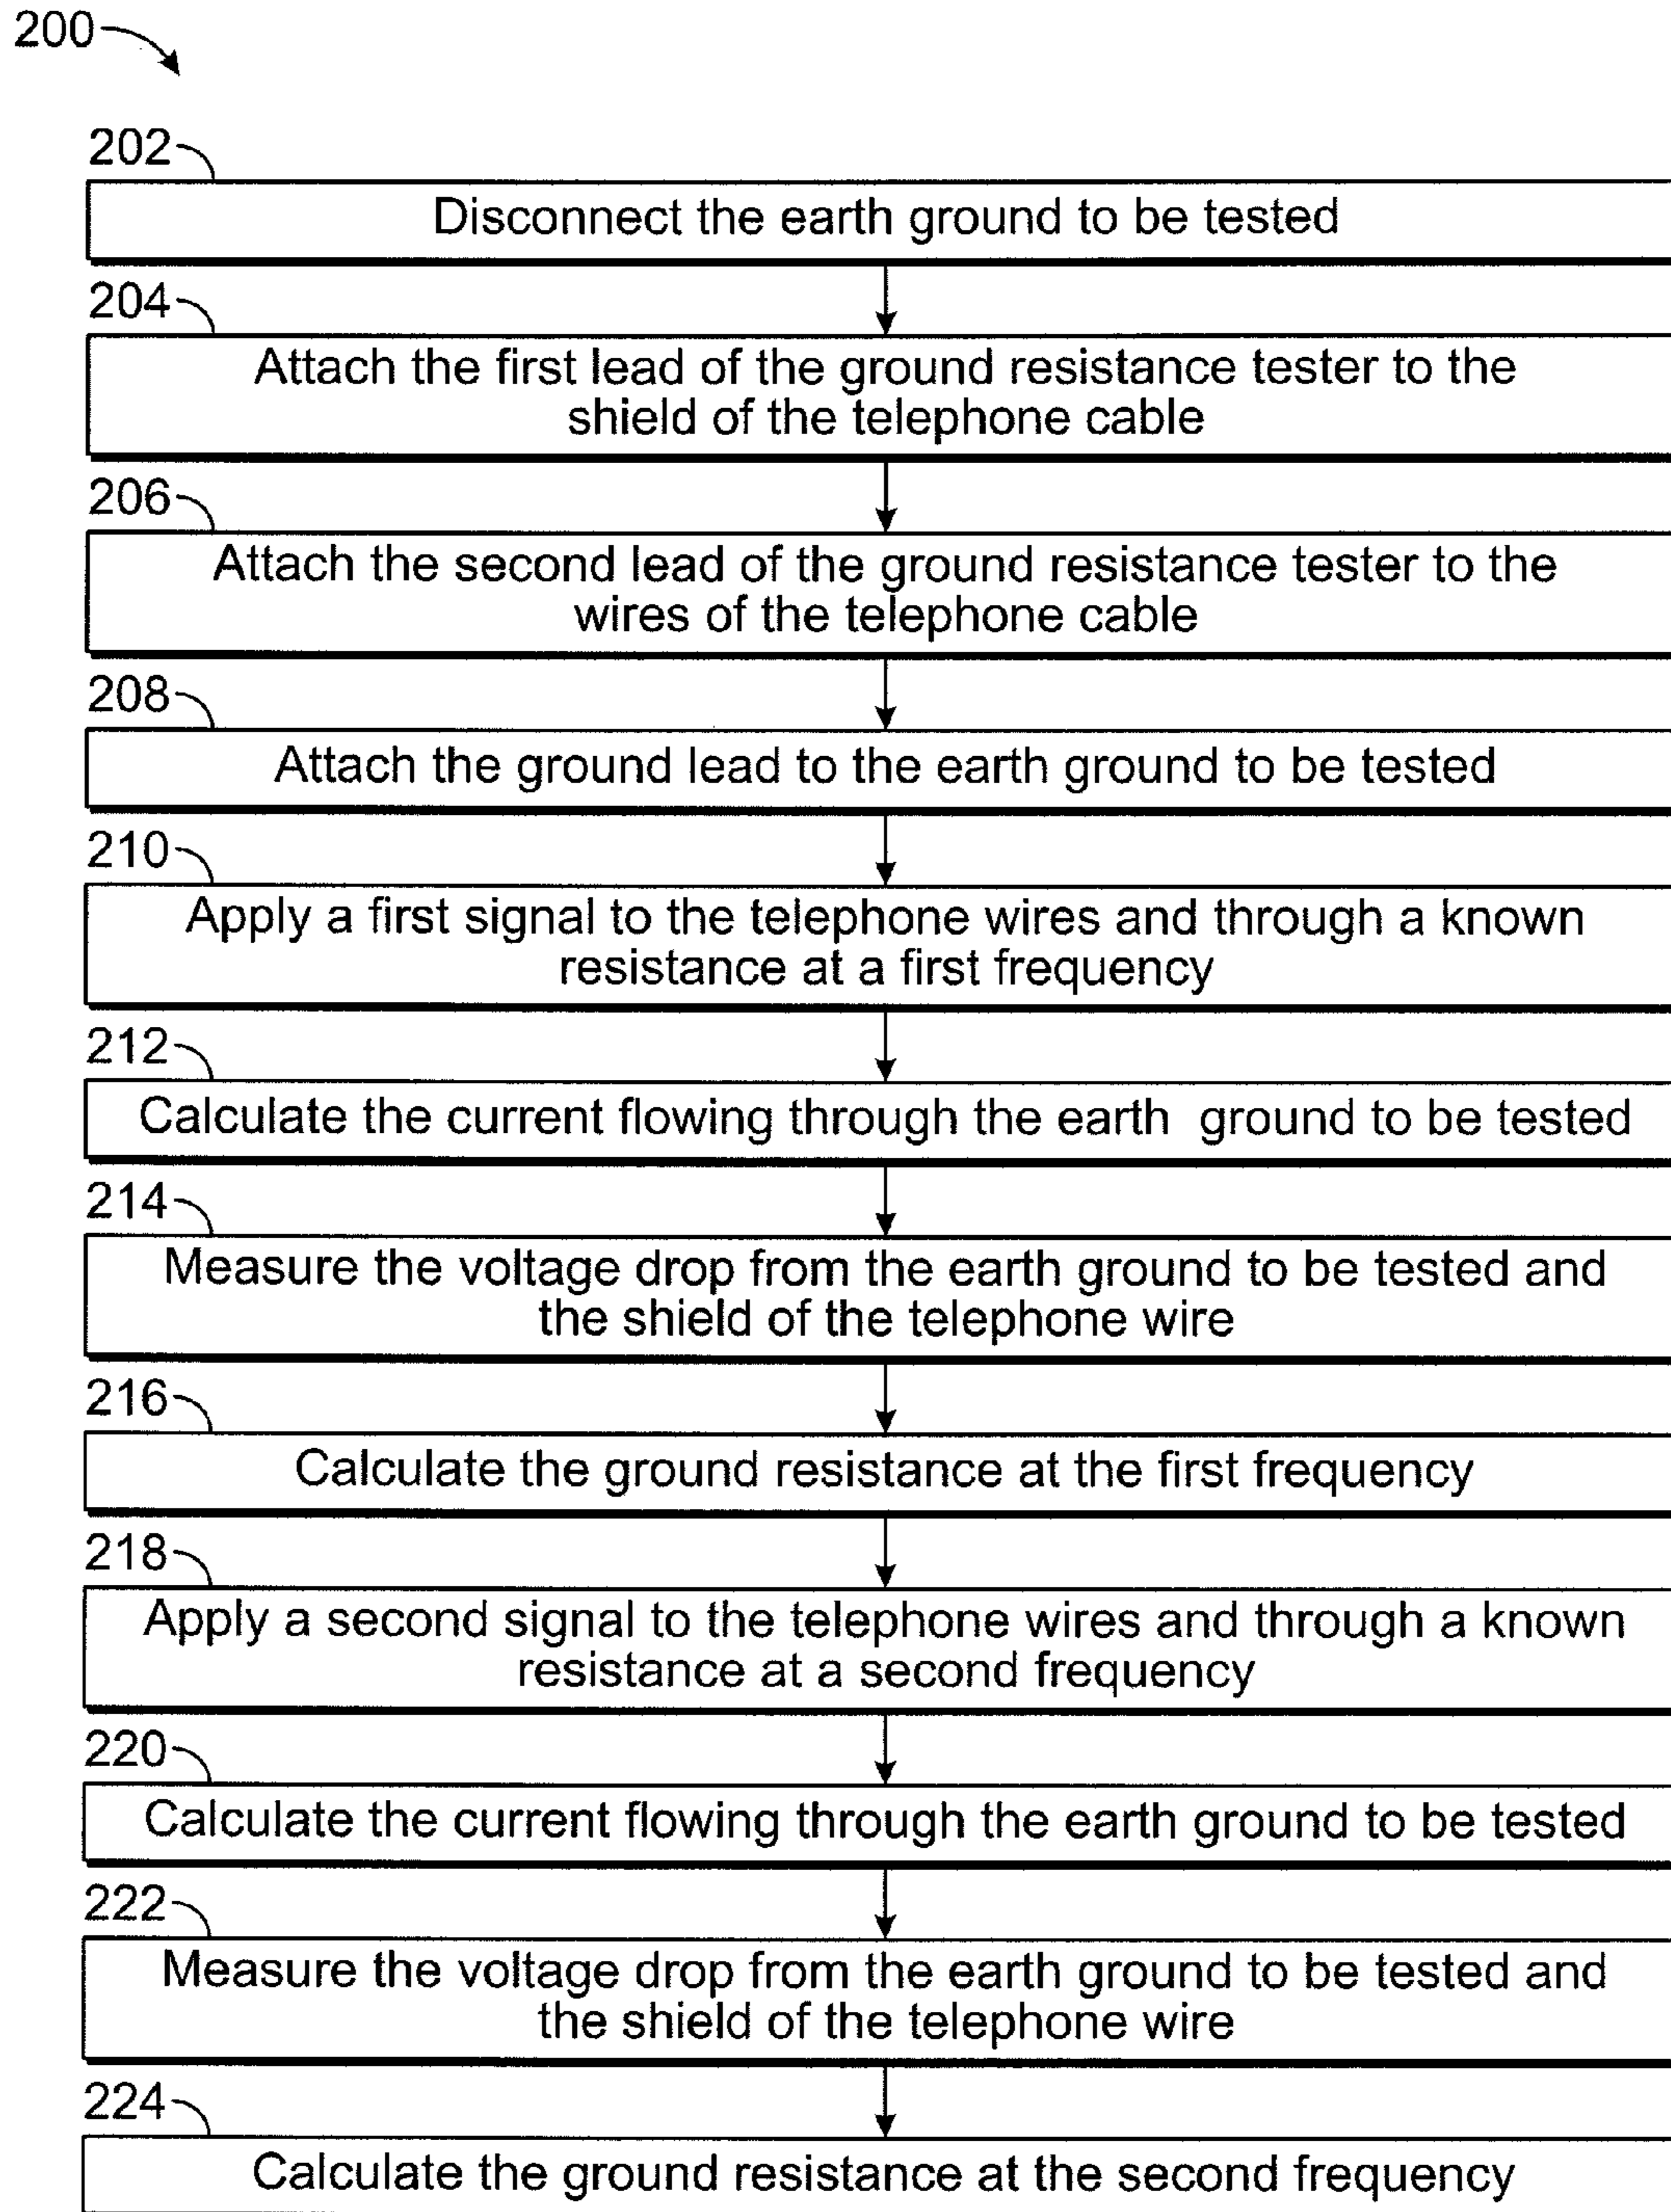 200
202
Disconnect the earth ground to be tested
204
Attach the first lead of the ground resistance tester to the
shield of the telephone cable
206
Attach the second lead of the ground resistance tester to the
wires of the telephone cable
208
Attach the ground lead to the earth ground to be tested
210
Apply a first signal to the telephone wires and through a known
resistance at a first frequency
212
Calculate the current flowing through the earth ground to be tested
214
Measure the voltage drop from the earth ground to be tested and
the shield of the telephone wire
216
Calculate the ground resistance at the first frequency
218
Apply a second signal to the telephone wires and through a known
resistance at a second frequency
220
Calculate the current flowing through the earth ground to be tested
222
Measure the voltage drop from the earth ground to be tested and
the shield of the telephone wire
224
Calculate the ground resistance at the second frequency